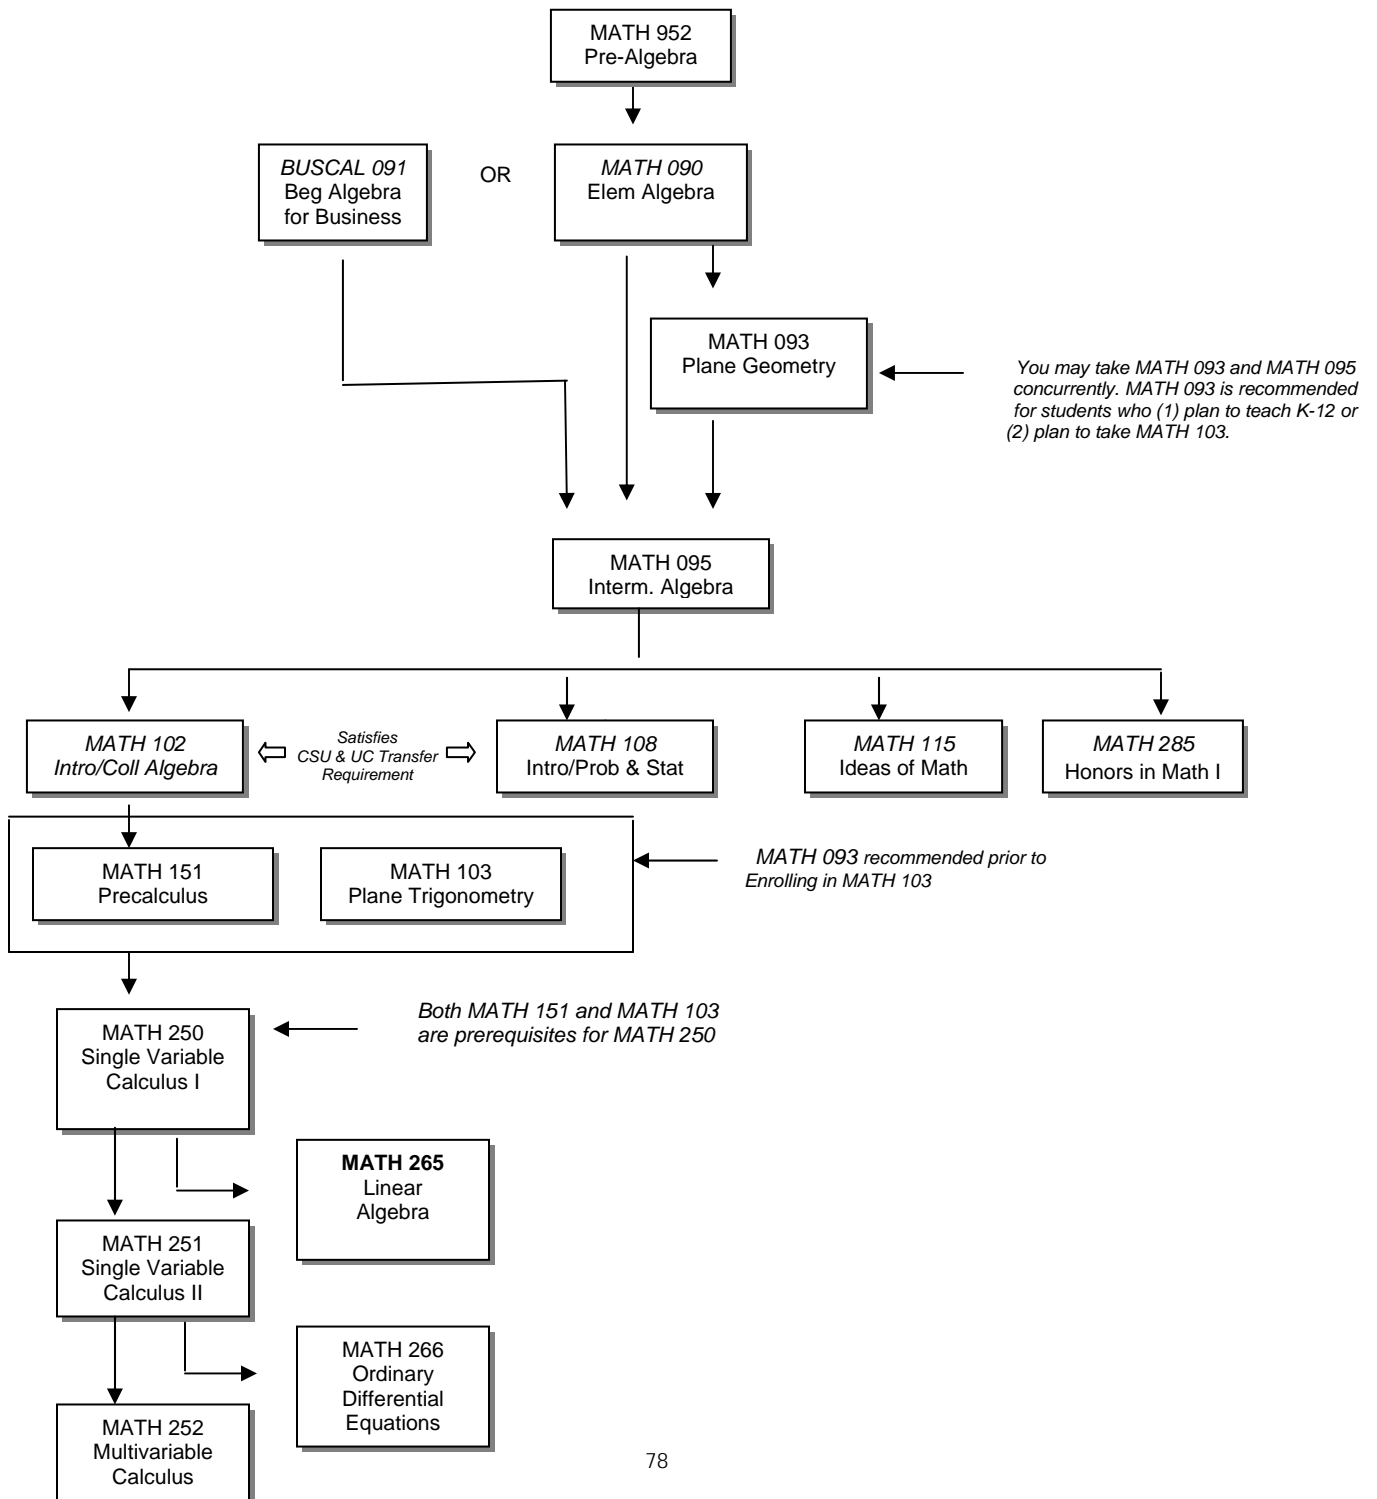 MATH 952
Pre-Algebra
BUSCAL 091
Beg Algebra
for Business
OR
MATH 090
Elem Algebra
MATH 093
Plane Geometry
You may take MATH 093 and MATH 095
concurrently. MATH 093 is recommended
for students who (1) plan to teach K-12 or
(2) plan to take MATH 103.
MATH 095
Interm. Algebra
MATH 102
Intro/Coll Algebra
Satisfies
CSU & UC Transfer
Requirement
MATH 108
Intro/Prob & Stat
MATH 115
Ideas of Math
MATH 285
Honors in Math I
MATH 151
Precalculus
MATH 103
Plane Trigonometry
MATH 093 recommended prior to
Enrolling in MATH 103
MATH 250
Single Variable
Calculus I
Both MATH 151 and MATH 103
are prerequisites for MATH 250
MATH 265
Linear
Algebra
MATH 251
Single Variable
Calculus II
MATH 266
Ordinary
Differential
Equations
MATH 252
Multivariable
Calculus
78